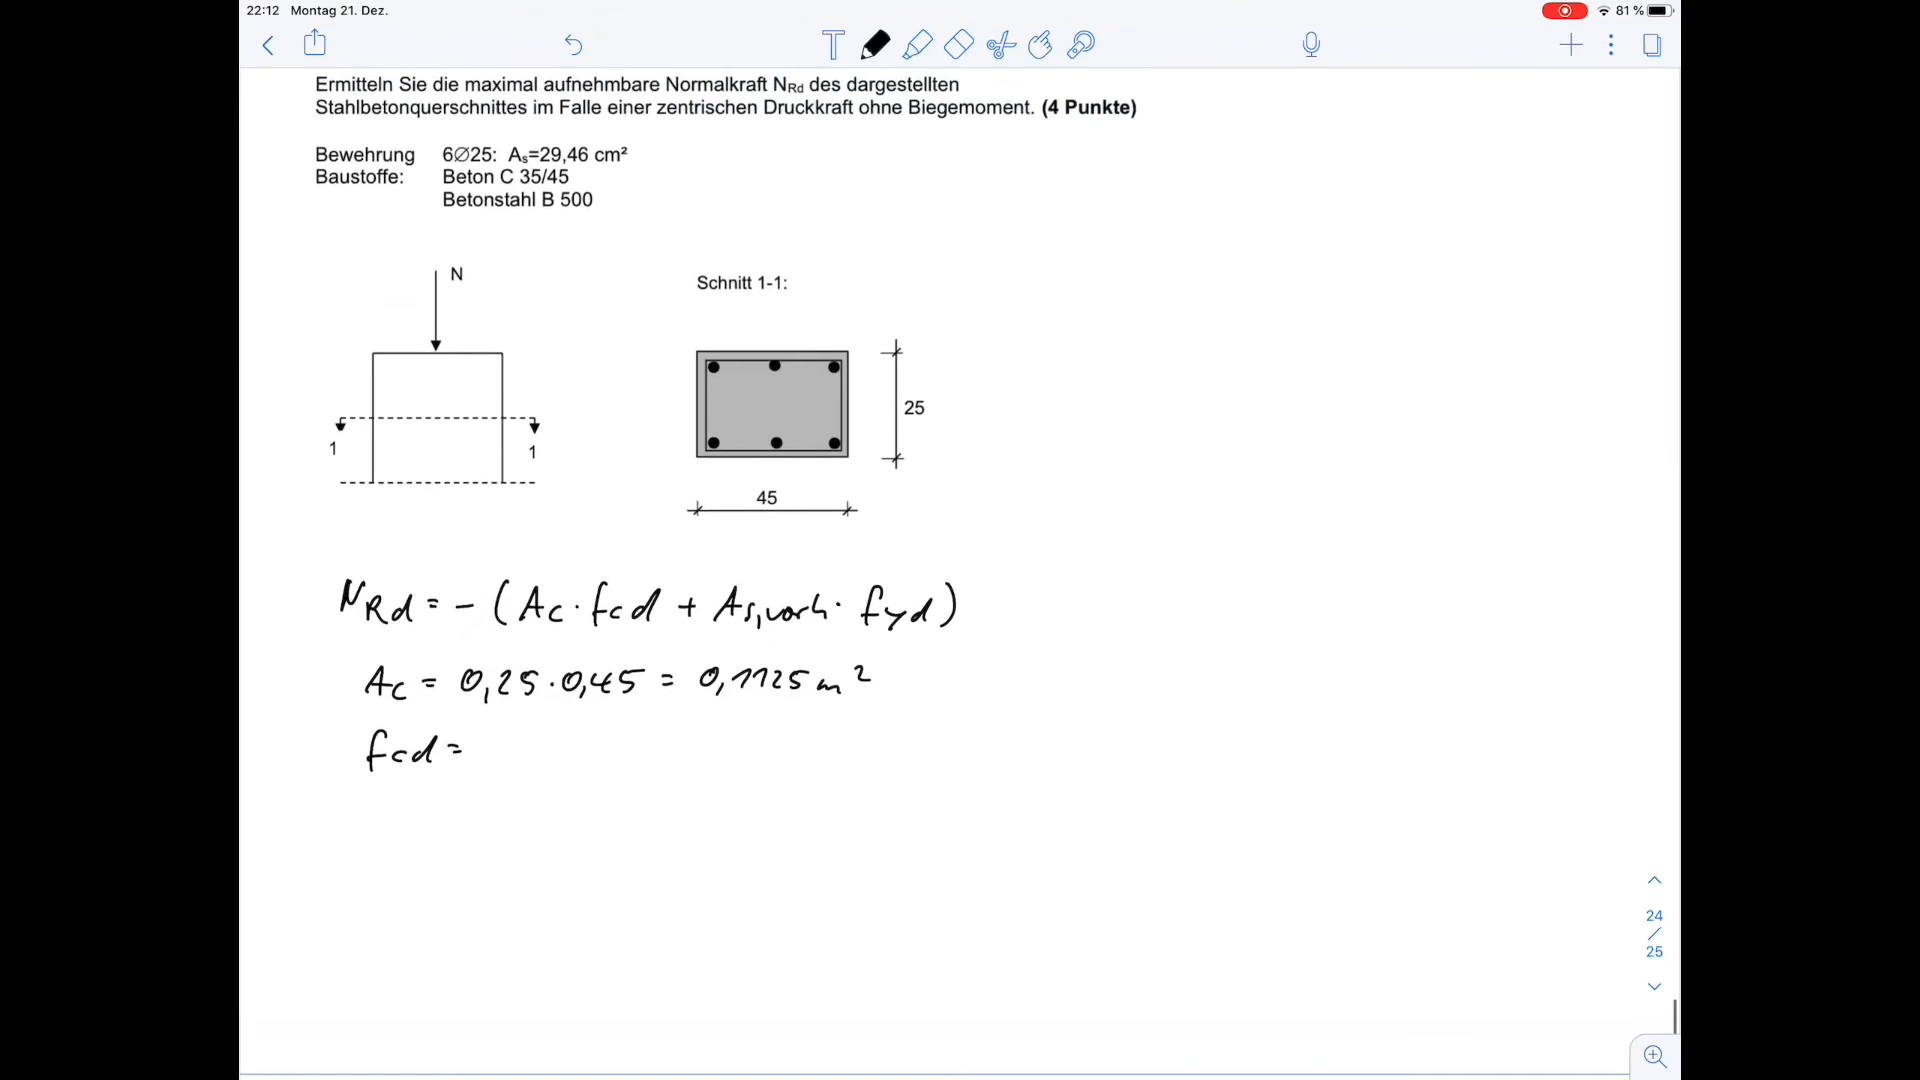 22:12 Montag 21. Dez. 81 %
Ermitteln Sie die maximal aufnehmbare Normalkraft NRd des dargestellten
Stahlbetonquerschnittes im Falle einer zentrischen Druckkraft ohne Biegemoment. (4 Punkte)
Bewehrung 6∅25: As=29,46 cm²
Baustoffe: Beton C 35/45
Betonstahl B 500
N
Schnitt 1-1:
25
1 1
45
NRd = - (Ac · fcd + As,vorh · fyd)
Ac = 0,25 · 0,45 = 0,1125 m²
fcd =
24
/
25